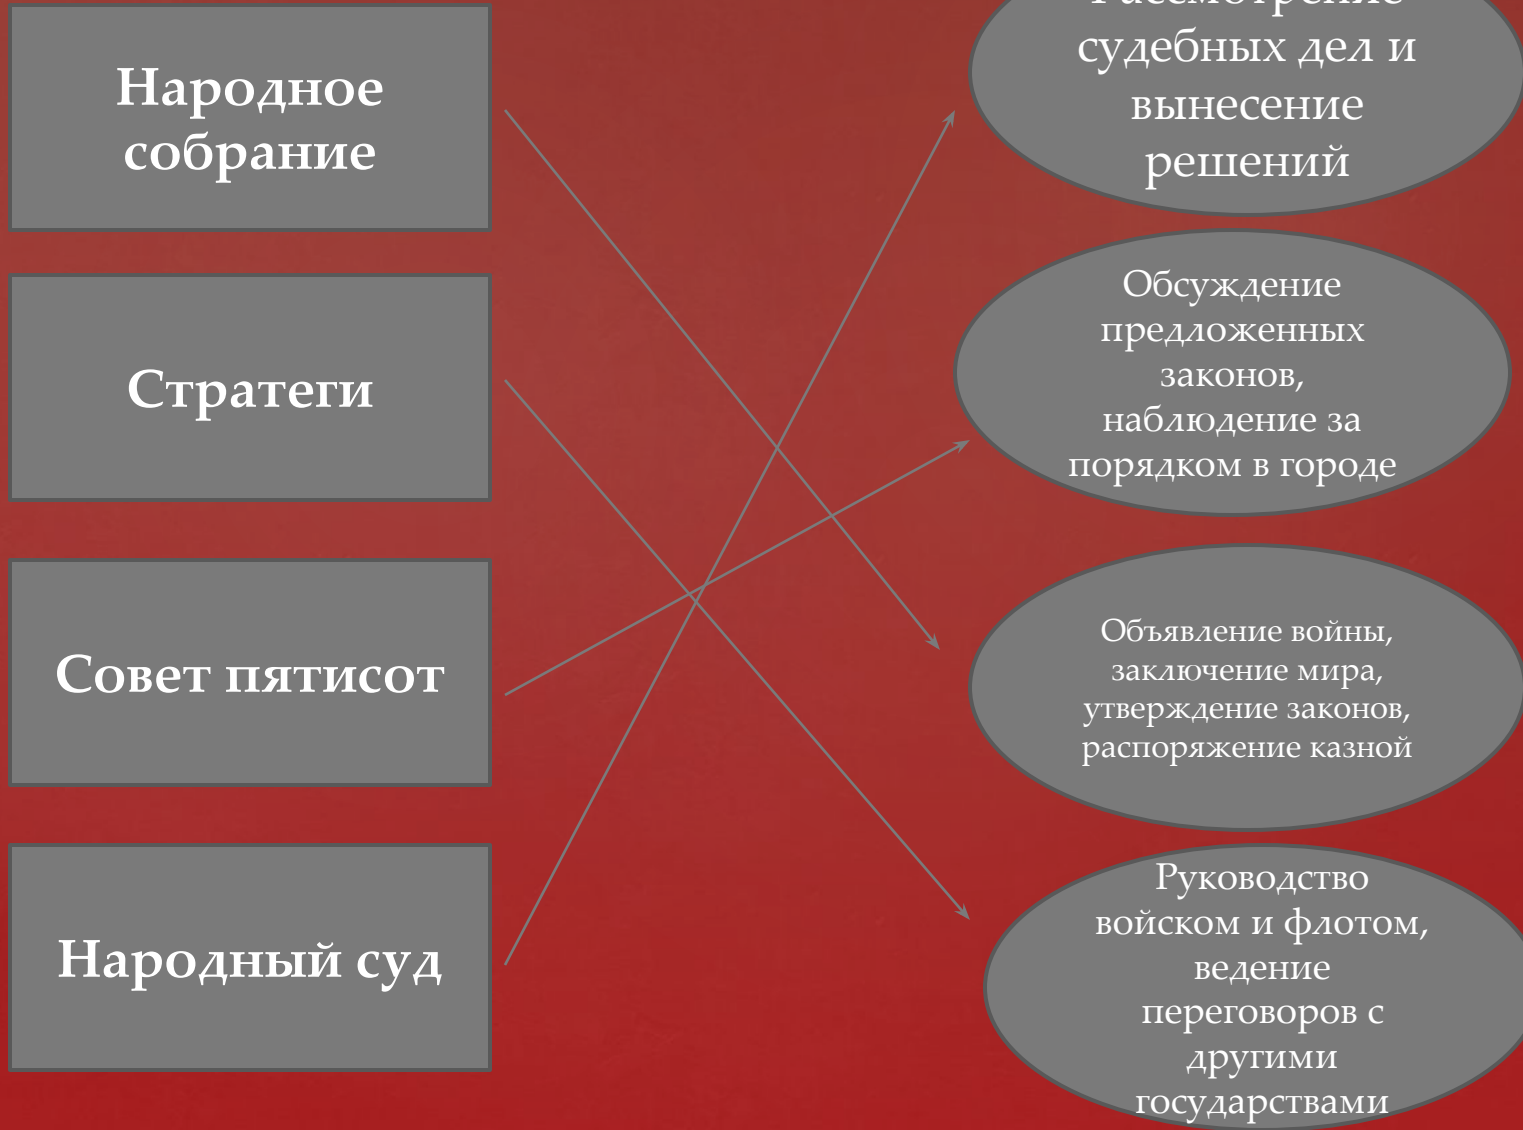 Народное
собрание
Стратеги
Совет пятисот
Народный суд
Рассмотрение
судебных дел и
вынесение
решений
Обсуждение
предложенных
законов,
наблюдение за
порядком в городе
Объявление войны,
заключение мира,
утверждение законов,
распоряжение казной
Руководство
войском и флотом,
ведение
переговоров с
другими
государствами